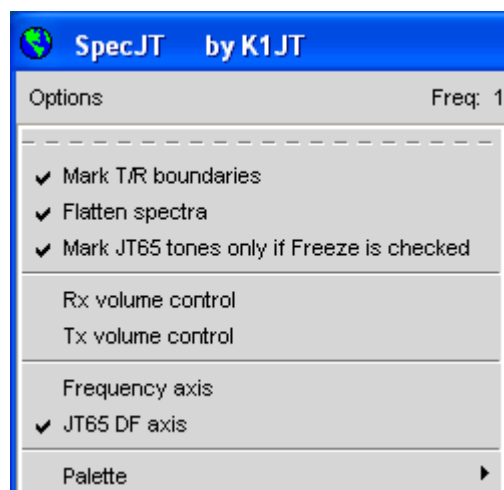 SpecJT by K1JT
Options Freq: 1
Mark T/R boundaries
Flatten spectra
Mark JT65 tones only if Freeze is checked
Rx volume control
Tx volume control
Frequency axis
JT65 DF axis
Palette